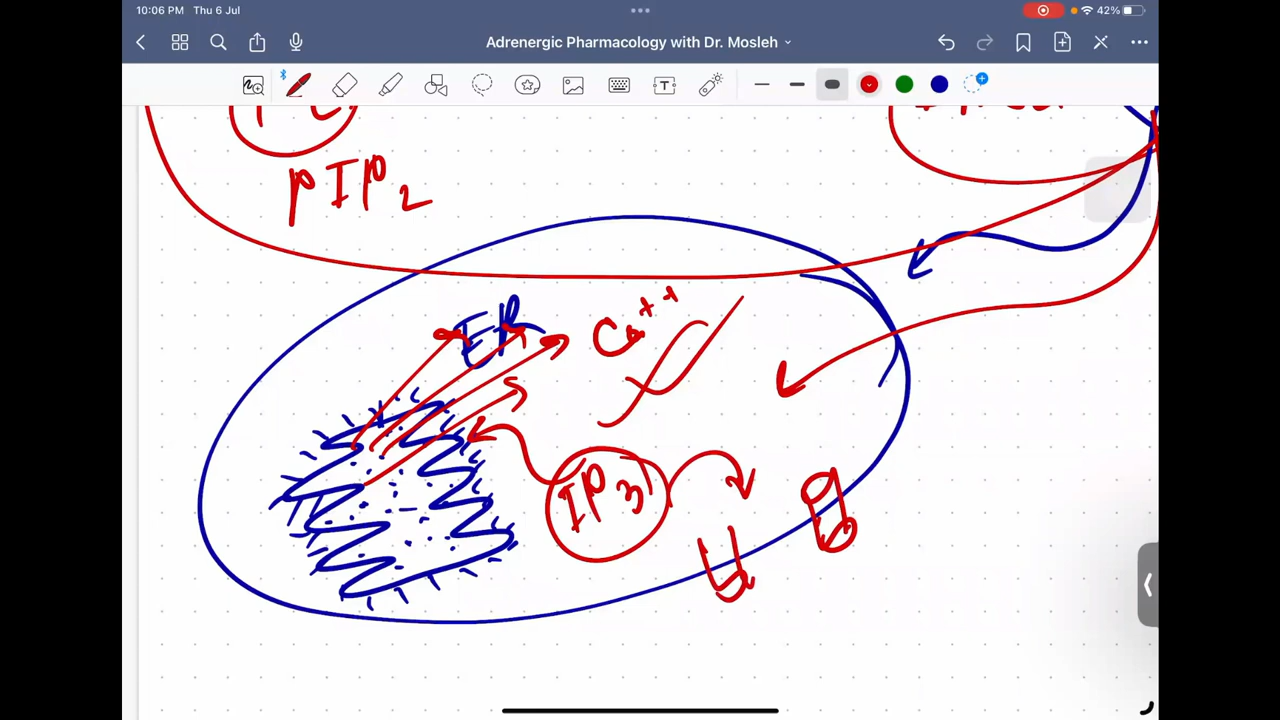 10:06 PM Thu 6 Jul
42%
Adrenergic Pharmacology with Dr. Mosleh
PIP2
ER
Ca++
IP3